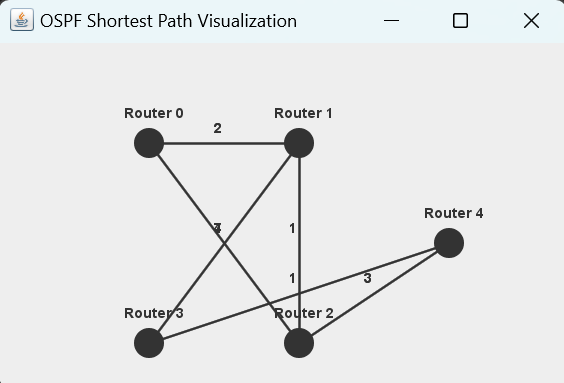 OSPF Shortest Path Visualization
Router 0
Router 1
2
Router 4
1
1
3
Router 3
Router 2